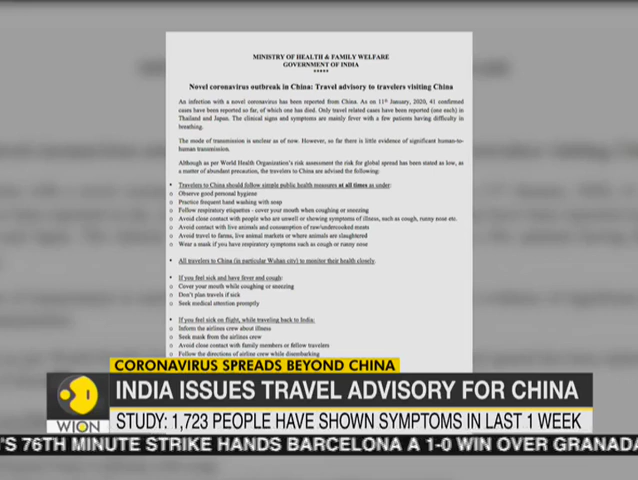 MINISTRY OF HEALTH & FAMILY WELFARE
GOVERNMENT OF INDIA
*****
Novel coronavirus outbreak in China: Travel advisory to travelers visiting China
An infection with a novel coronavirus has been reported from China. As on 11th January, 2020, 41 confirmed
cases have been reported so far, of which one has died. Only travel related cases have been reported (one each) in
Thailand and Japan. The clinical signs and symptoms are mainly fever with a few patients having difficulty in
breathing.
The mode of transmission is unclear as of now. However, so far there is little evidence of significant human-to-
human transmission.
Although as per World Health Organization's risk assessment the risk for global spread has been stated as low, as
a matter of abundant precaution, the travelers to China are advised the following:
• Travelers to China should follow simple public health measures at all times as under:
o Observe good personal hygiene
o Practice frequent hand washing with soap
o Follow respiratory etiquettes - cover your mouth when coughing or sneezing
o Avoid close contact with people who are unwell or showing symptoms of illness, such as cough, runny nose etc.
o Avoid contact with live animals and consumption of raw/undercooked meats
o Avoid travel to farms, live animal markets or where animals are slaughtered
o Wear a mask if you have respiratory symptoms such as cough or runny nose
• All travelers to China (in particular Wuhan city) to monitor their health closely.
• If you feel sick and have fever and cough:
o Cover your mouth while coughing or sneezing
o Don't plan travels if sick
o Seek medical attention promptly
• If you feel sick on flight, while traveling back to India:
o Inform the airlines crew about illness
o Seek mask from the airlines crew
o Avoid close contact with family members or fellow travelers
o Follow the directions of airline crew while disembarking
CORONAVIRUS SPREADS BEYOND CHINA
INDIA ISSUES TRAVEL ADVISORY FOR CHINA
WION
STUDY: 1,723 PEOPLE HAVE SHOWN SYMPTOMS IN LAST 1 WEEK
'S 76TH MINUTE STRIKE HANDS BARCELONA A 1-0 WIN OVER GRANADA